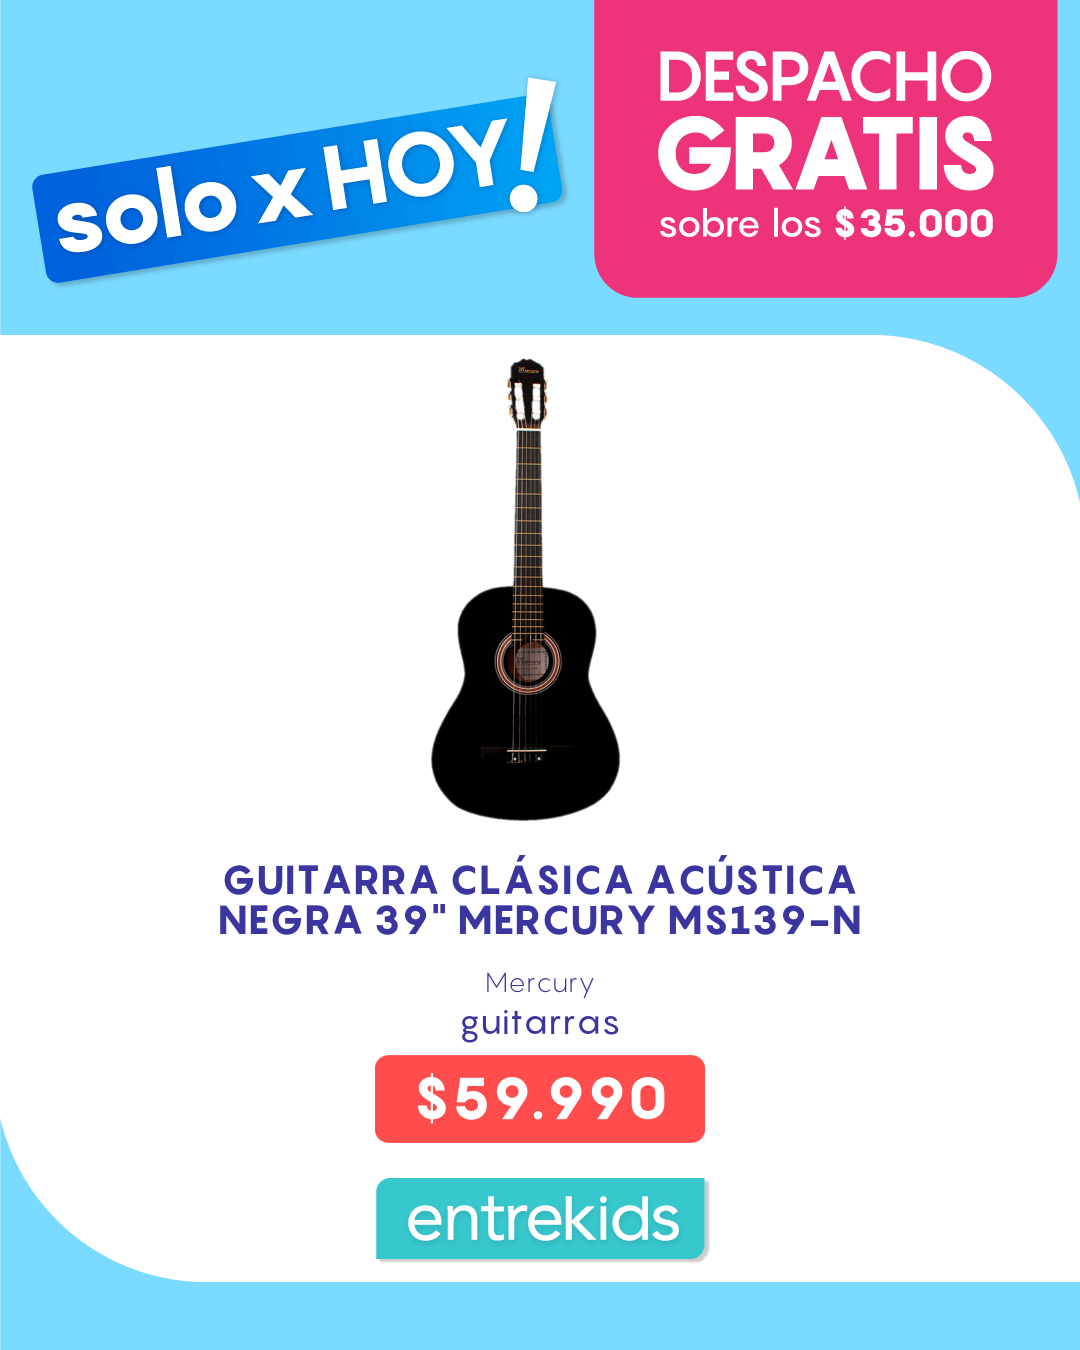 solo x HOY!
DESPACHO
GRATIS
sobre los $35.000
Mercury
GUITARRA CLÁSICA ACÚSTICA
NEGRA 39" MERCURY MS139-N
Mercury
guitarras
$59.990
entrekids